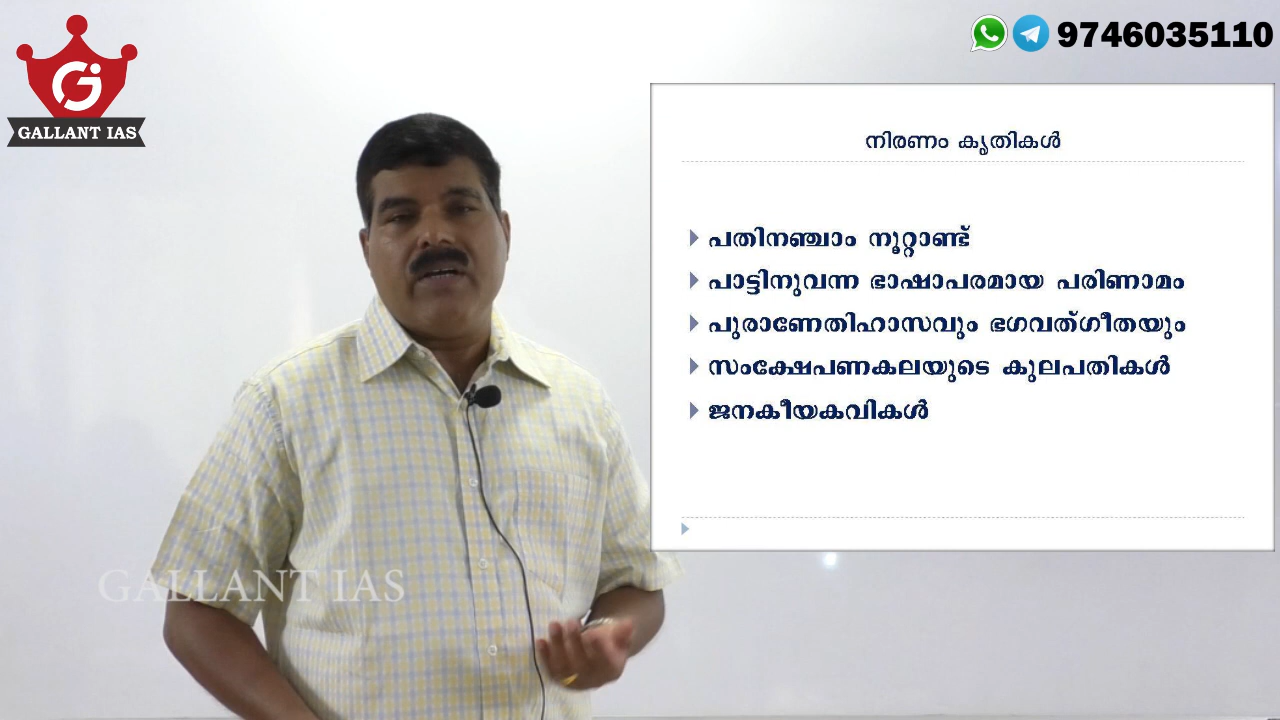 9746035110
GALLANT IAS
നിരണം കൃതികൾ
പതിനഞ്ചാം നൂറ്റാണ്ട്
പാട്ടിനുവന്ന ഭാഷാപരമായ പരിണാമം
പുരാണേതിഹാസവും ഭഗവത്ഗീതയും
സംക്ഷേപണകലയുടെ കുലപതികൾ
ജനകീയകവികൾ
GALLANT IAS